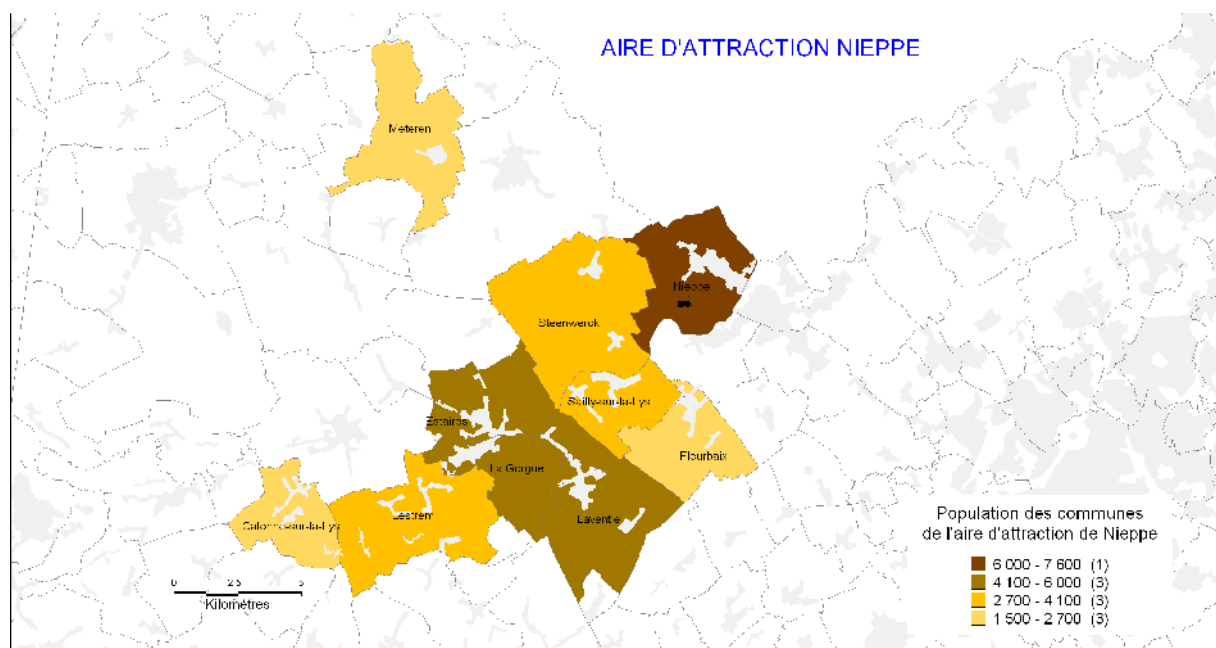 AIRE D'ATTRACTION NIEPPE
Meteren
Nieppe
Steenwerck
Sailly-sur-la-Lys
Estaires
Fleurbaix
La Gorgue
Lestrem
Laventie
Calonne-sur-la-Lys
Population des communes
de l'aire d'attraction de Nieppe
6 000 - 7 600 (1)
4 100 - 6 000 (3)
2 700 - 4 100 (3)
1 500 - 2 700 (3)
0 2,5 5
Kilomètres